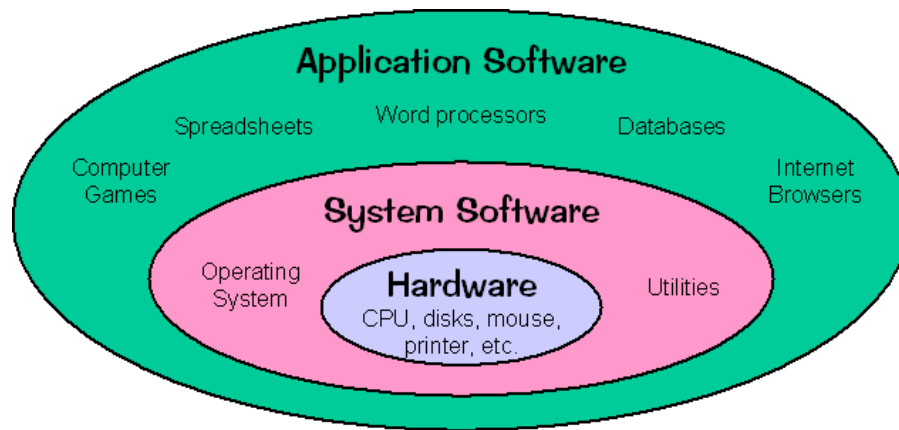 Application Software
Word processors
Spreadsheets
Databases
Computer
Games
Internet
Browsers
System Software
Operating
System
Utilities
Hardware
CPU, disks, mouse,
printer, etc.